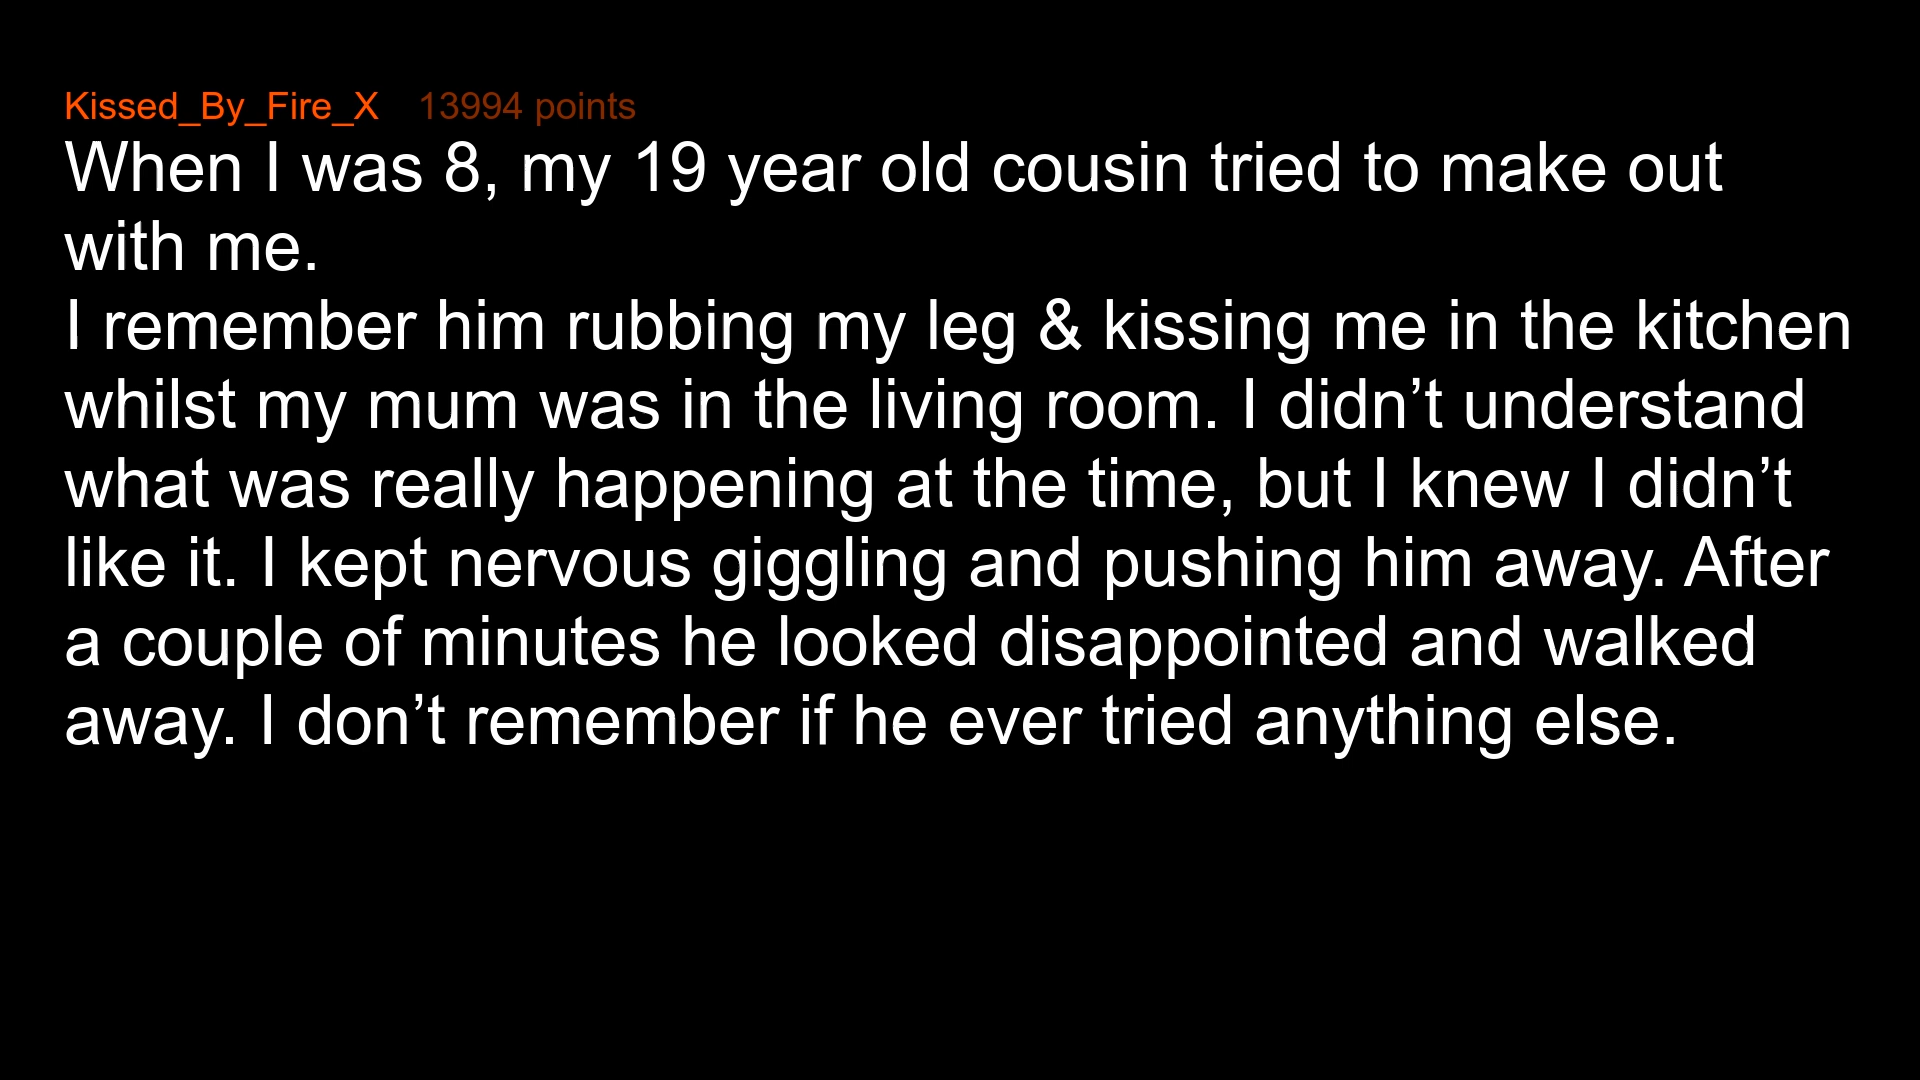 Kissed_By_Fire_X 13994 points
When I was 8, my 19 year old cousin tried to make out
with me.
I remember him rubbing my leg & kissing me in the kitchen
whilst my mum was in the living room. I didn’t understand
what was really happening at the time, but I knew I didn’t
like it. I kept nervous giggling and pushing him away. After
a couple of minutes he looked disappointed and walked
away. I don’t remember if he ever tried anything else.